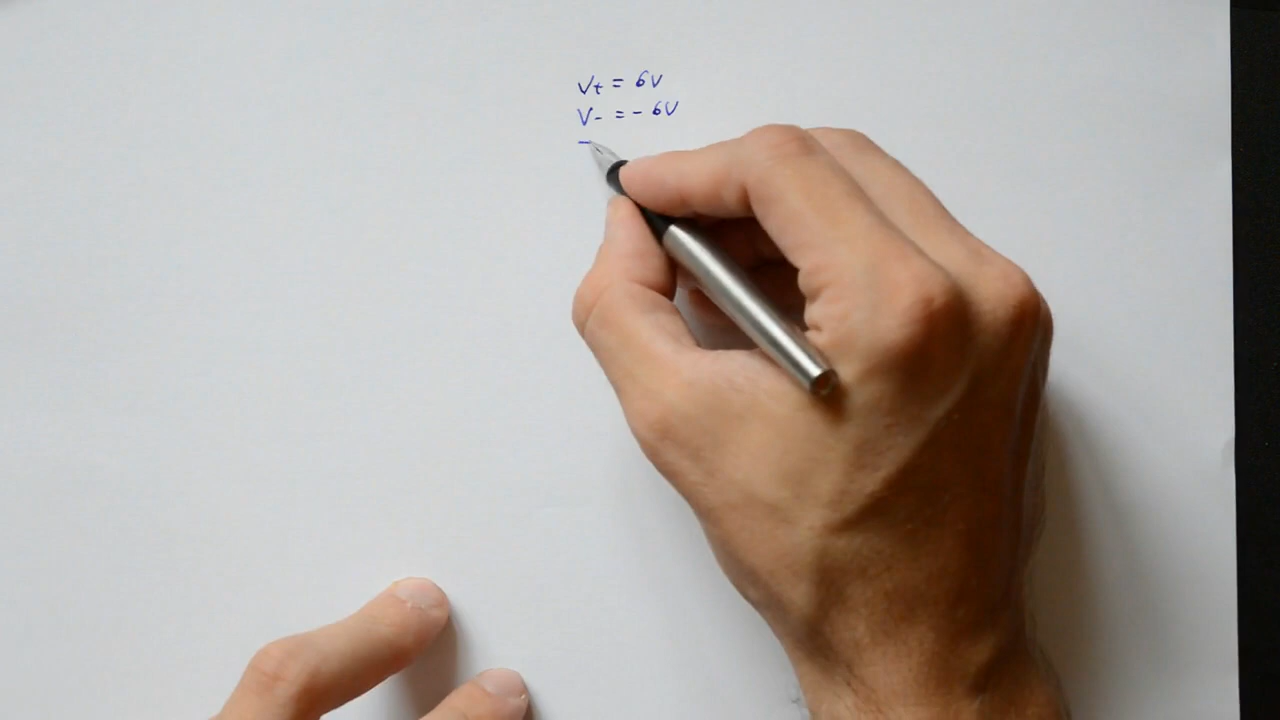 V+ = 6V
V- = - 6V